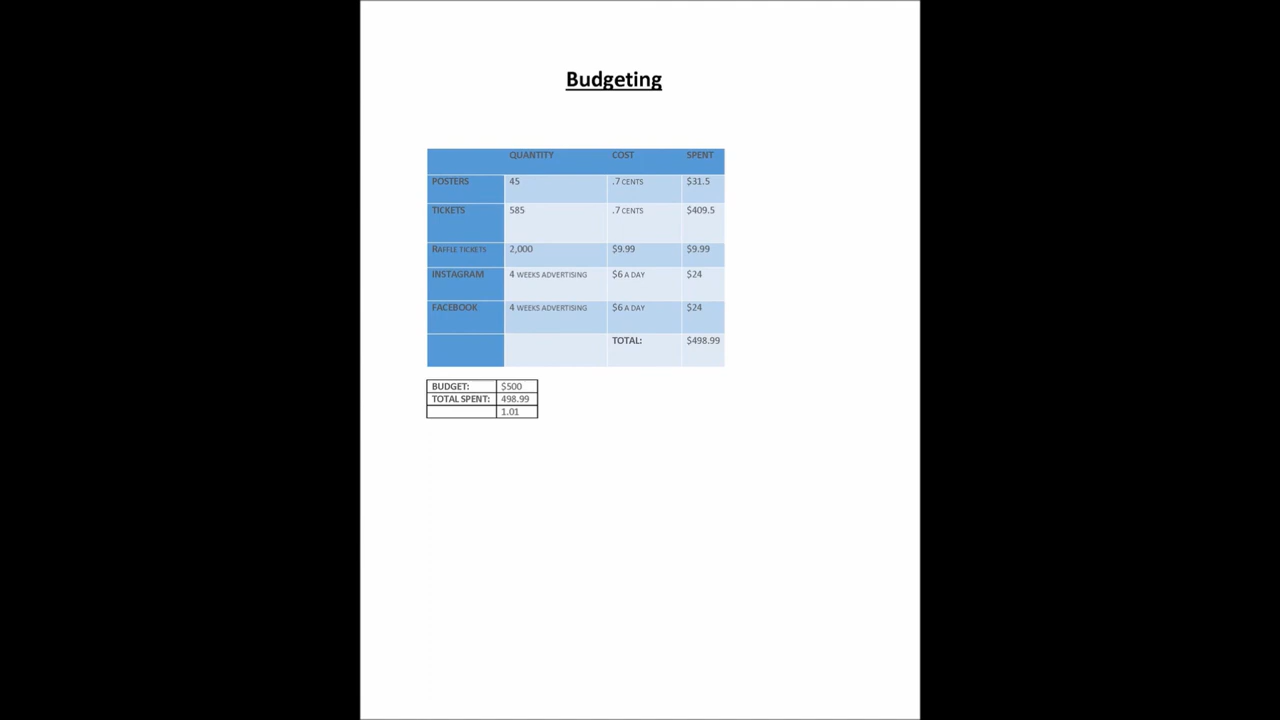 Budgeting
QUANTITY COST SPENT
POSTERS 45 .7 CENTS $31.5
TICKETS 585 .7 CENTS $409.5
RAFFLE TICKETS 2,000 $9.99 $9.99
INSTAGRAM 4 WEEKS ADVERTISING $6 A DAY $24
FACEBOOK 4 WEEKS ADVERTISING $6 A DAY $24
TOTAL: $498.99
BUDGET: $500
TOTAL SPENT: 498.99
1.01